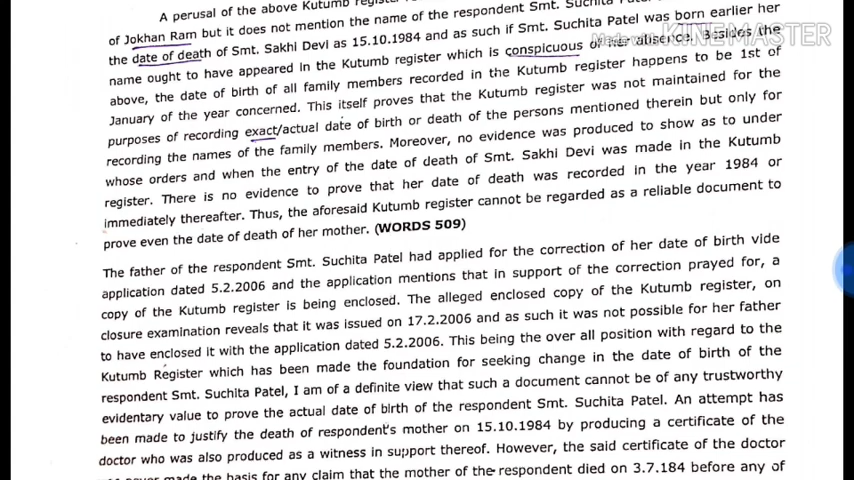 A perusal of the above Kutumb register
of Jokhan Ram but it does not mention the name of the respondent Smt. Suchita
the date of death of Smt. Sakhi Devi as 15.10.1984 and as such if Smt. Suchita Patel was born earlier her
name ought to have appeared in the Kutumb register which is conspicuous of her absence. Besides the
above, the date of birth of all family members recorded in the Kutumb register happens to be 1st of
January of the year concerned. This itself proves that the Kutumb register was not maintained for the
purposes of recording exact/actual date of birth or death of the persons mentioned therein but only for
recording the names of the family members. Moreover, no evidence was produced to show as to under
whose orders and when the entry of the date of death of Smt. Sakhi Devi was made in the Kutumb
register. There is no evidence to prove that her date of death was recorded in the year 1984 or
immediately thereafter. Thus, the aforesaid Kutumb register cannot be regarded as a reliable document to
prove even the date of death of her mother. (WORDS 509)
The father of the respondent Smt. Suchita Patel had applied for the correction of her date of birth vide
application dated 5.2.2006 and the application mentions that in support of the correction prayed for, a
copy of the Kutumb register is being enclosed. The alleged enclosed copy of the Kutumb register, on
closure examination reveals that it was issued on 17.2.2006 and as such it was not possible for her father
to have enclosed it with the application dated 5.2.2006. This being the over all position with regard to the
Kutumb Register which has been made the foundation for seeking change in the date of birth of the
respondent Smt. Suchita Patel, I am of a definite view that such a document cannot be of any trustworthy
evidentary value to prove the actual date of birth of the respondent Smt. Suchita Patel. An attempt has
been made to justify the death of respondent's mother on 15.10.1984 by producing a certificate of the
doctor who was also produced as a witness in support thereof. However, the said certificate of the doctor
never made the basis for any claim that the mother of the respondent died on 3.7.184 before any of
Made with KINEMASTER